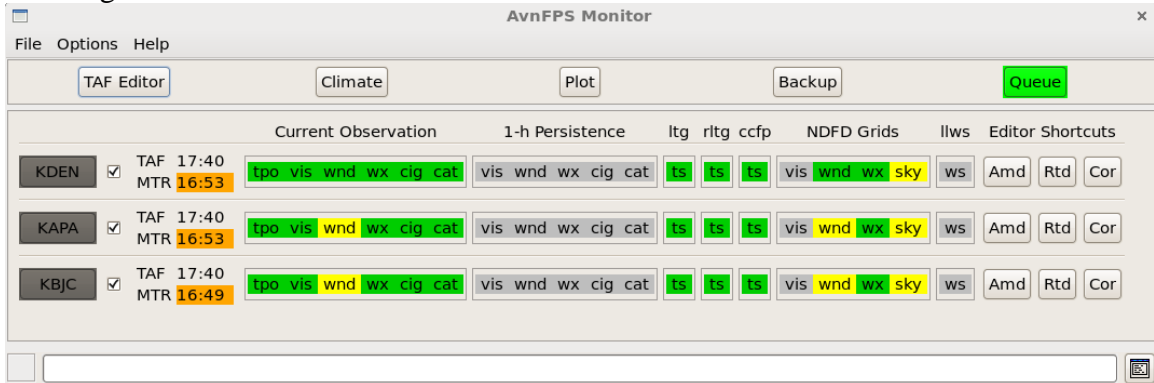 AvnFPS Monitor ×
File Options Help
TAF Editor Climate Plot Backup Queue
Current Observation 1-h Persistence ltg rltg ccfp NDFD Grids llws Editor Shortcuts
KDEN TAF 17:40 tpo vis wnd wx cig cat vis wnd wx cig cat ts ts ts vis wnd wx sky ws Amd Rtd Cor
MTR 16:53
KAPA TAF 17:40 tpo vis wnd wx cig cat vis wnd wx cig cat ts ts ts vis wnd wx sky ws Amd Rtd Cor
MTR 16:53
KBJC TAF 17:40 tpo vis wnd wx cig cat vis wnd wx cig cat ts ts ts vis wnd wx sky ws Amd Rtd Cor
MTR 16:49